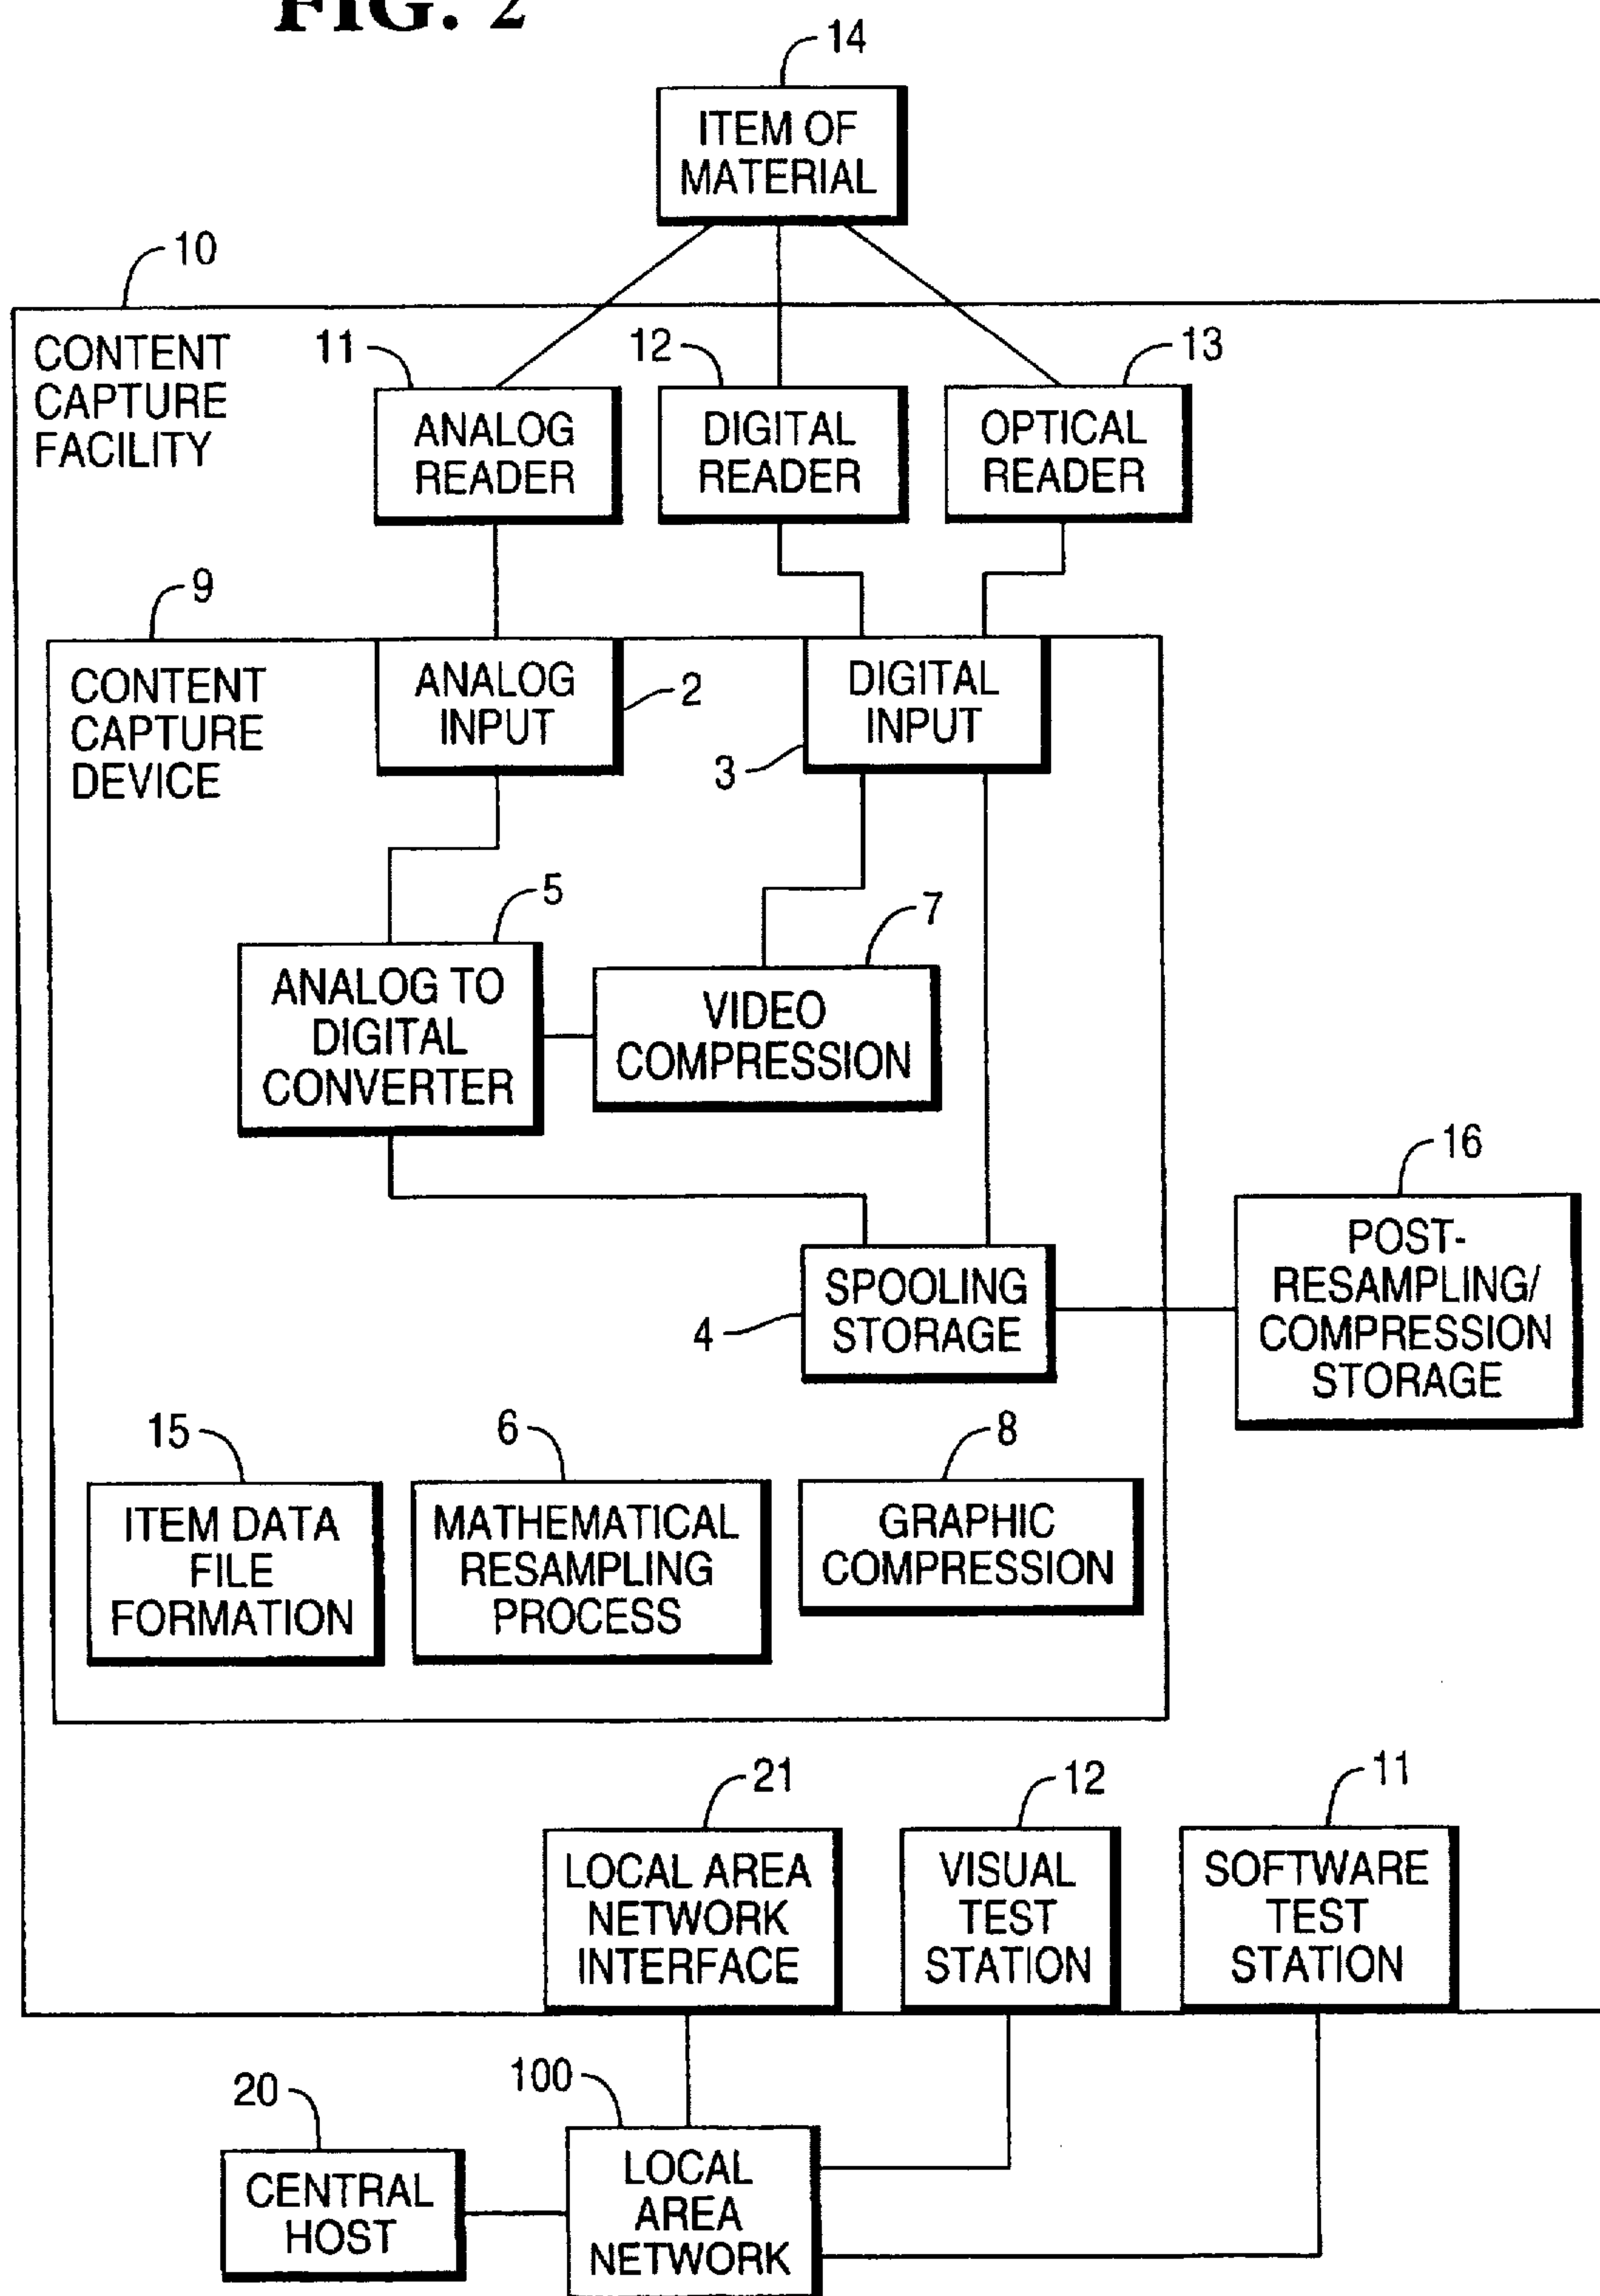 FIG. 2
14
ITEM OF
MATERIAL
10
CONTENT
CAPTURE
FACILITY
11
ANALOG
READER
12
DIGITAL
READER
13
OPTICAL
READER
9
CONTENT
CAPTURE
DEVICE
ANALOG
INPUT
2
DIGITAL
INPUT
3
5
ANALOG TO
DIGITAL
CONVERTER
7
VIDEO
COMPRESSION
16
POST-
RESAMPLING/
COMPRESSION
STORAGE
SPOOLING
STORAGE
4
15
ITEM DATA
FILE
FORMATION
6
MATHEMATICAL
RESAMPLING
PROCESS
8
GRAPHIC
COMPRESSION
21
LOCAL AREA
NETWORK
INTERFACE
12
VISUAL
TEST
STATION
11
SOFTWARE
TEST
STATION
20
CENTRAL
HOST
100
LOCAL
AREA
NETWORK